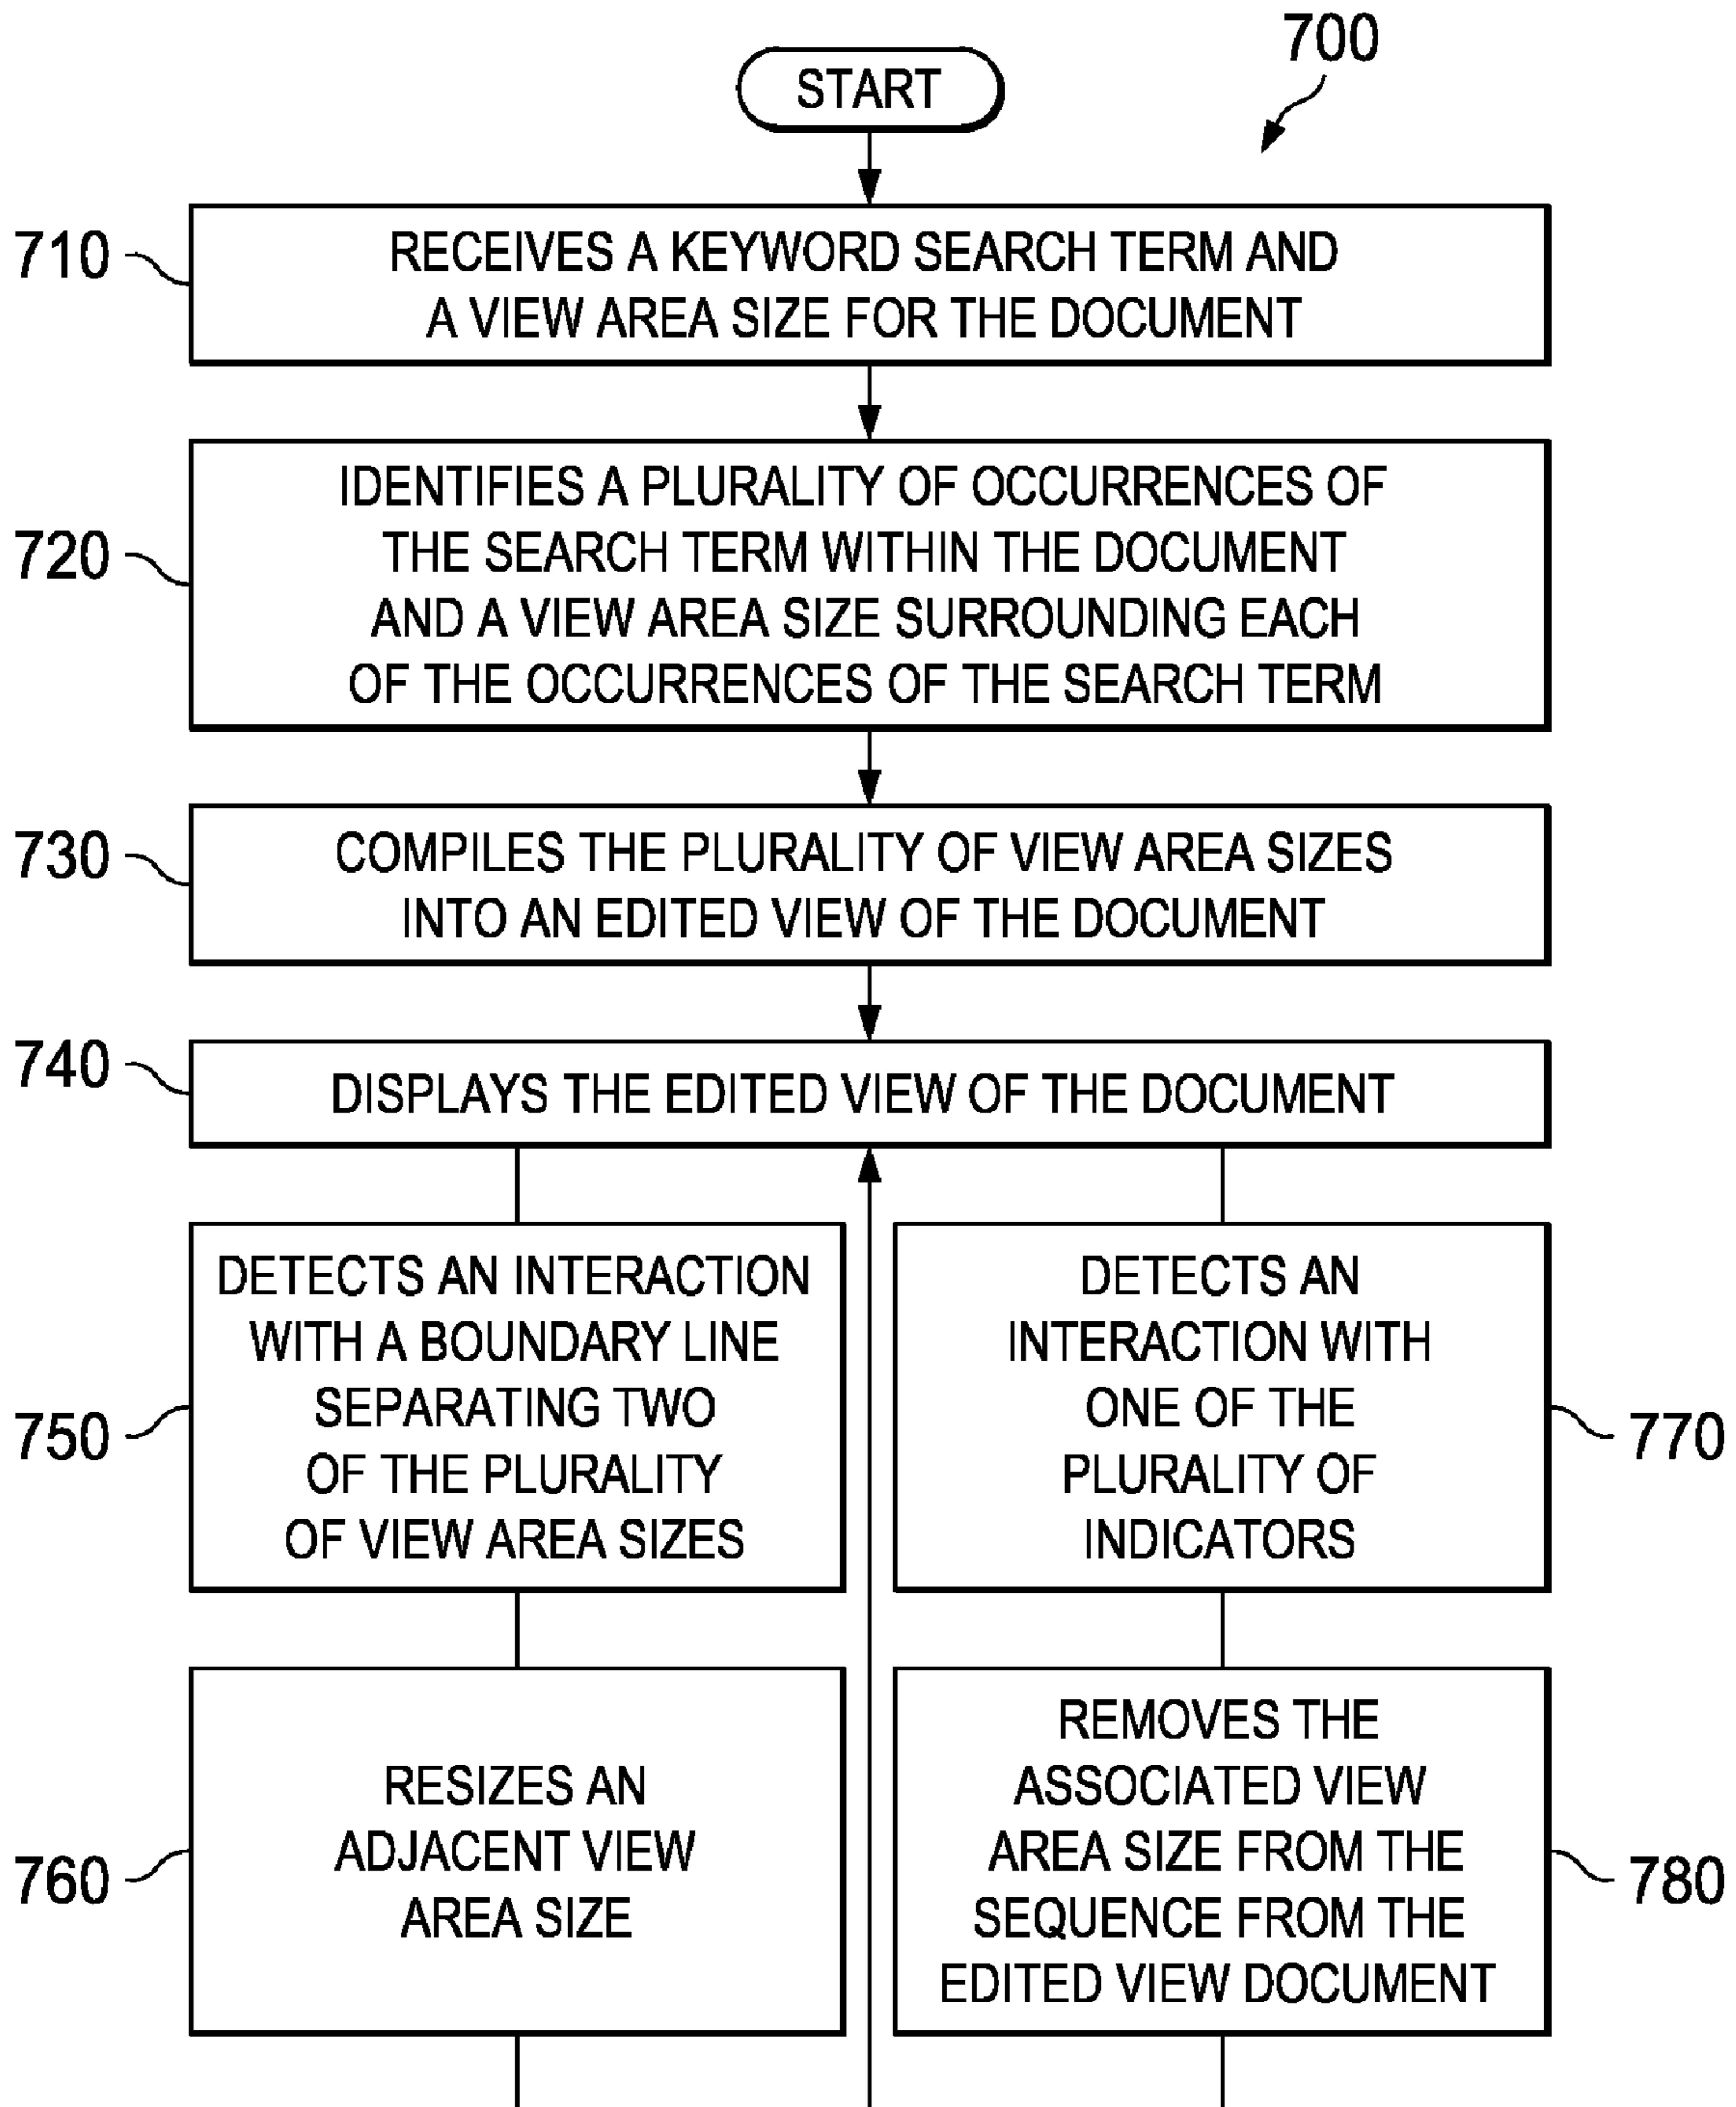 700
START
710
RECEIVES A KEYWORD SEARCH TERM AND
A VIEW AREA SIZE FOR THE DOCUMENT
720
IDENTIFIES A PLURALITY OF OCCURRENCES OF
THE SEARCH TERM WITHIN THE DOCUMENT
AND A VIEW AREA SIZE SURROUNDING EACH
OF THE OCCURRENCES OF THE SEARCH TERM
730
COMPILES THE PLURALITY OF VIEW AREA SIZES
INTO AN EDITED VIEW OF THE DOCUMENT
740
DISPLAYS THE EDITED VIEW OF THE DOCUMENT
750
DETECTS AN INTERACTION
WITH A BOUNDARY LINE
SEPARATING TWO
OF THE PLURALITY
OF VIEW AREA SIZES
DETECTS AN
INTERACTION WITH
ONE OF THE
PLURALITY OF
INDICATORS
770
760
RESIZES AN
ADJACENT VIEW
AREA SIZE
REMOVES THE
ASSOCIATED VIEW
AREA SIZE FROM THE
SEQUENCE FROM THE
EDITED VIEW DOCUMENT
780